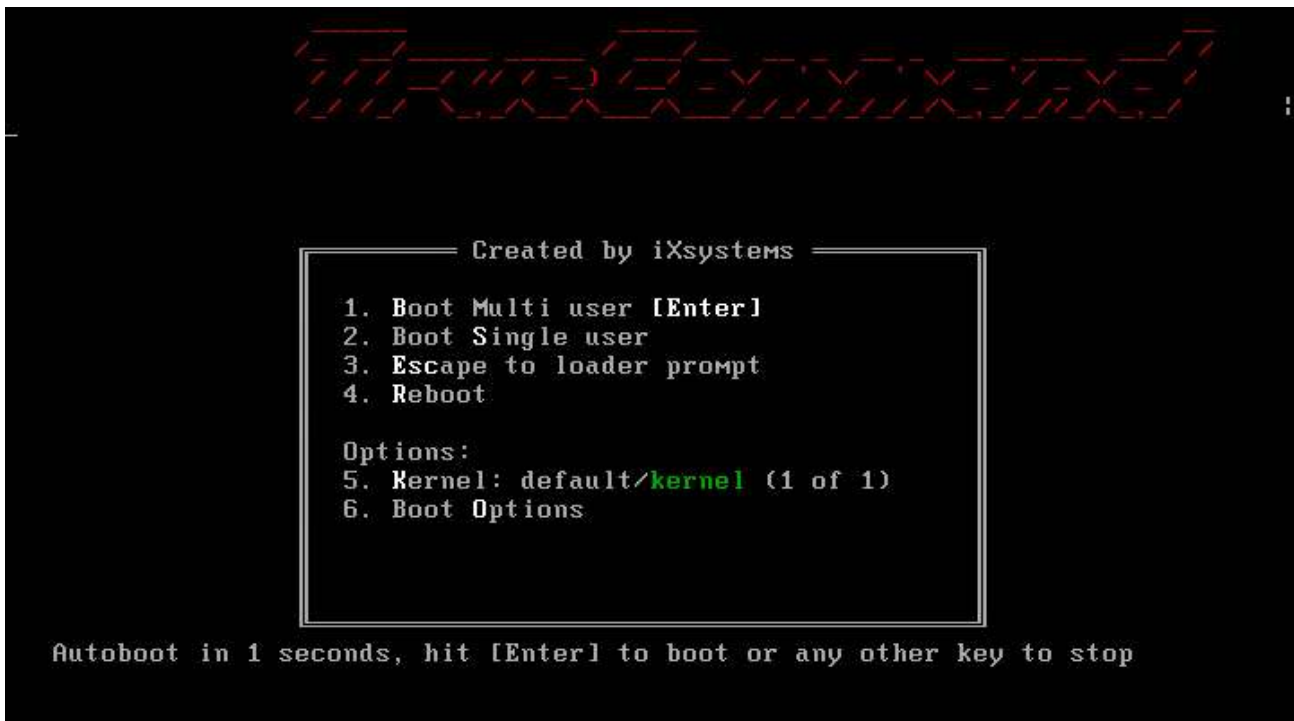 TrueCommand
Created by iXsystems
1. Boot Multi user [Enter]
2. Boot Single user
3. Escape to loader prompt
4. Reboot
Options:
5. Kernel: default/kernel (1 of 1)
6. Boot Options
Autoboot in 1 seconds, hit [Enter] to boot or any other key to stop